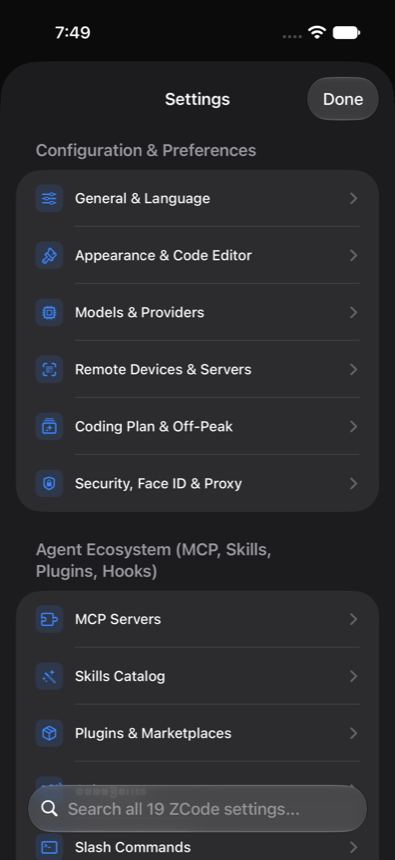 7:49
Settings
Done
Configuration & Preferences
General & Language
Appearance & Code Editor
Models & Providers
Remote Devices & Servers
Coding Plan & Off-Peak
Security, Face ID & Proxy
Agent Ecosystem (MCP, Skills,
Plugins, Hooks)
MCP Servers
Skills Catalog
Plugins & Marketplaces
Search all 19 ZCode settings...
Slash Commands